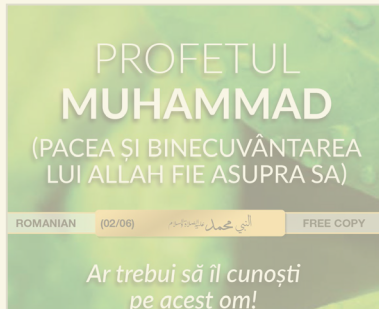 PROFETUL
MUHAMMAD
(PACEA ȘI BINECUVÂNTAREA
LUI ALLAH FIE ASUPRA SA)
ROMANIAN (02/06) النبي محمد FREE COPY
Ar trebui să îl cunoști
pe acest om!